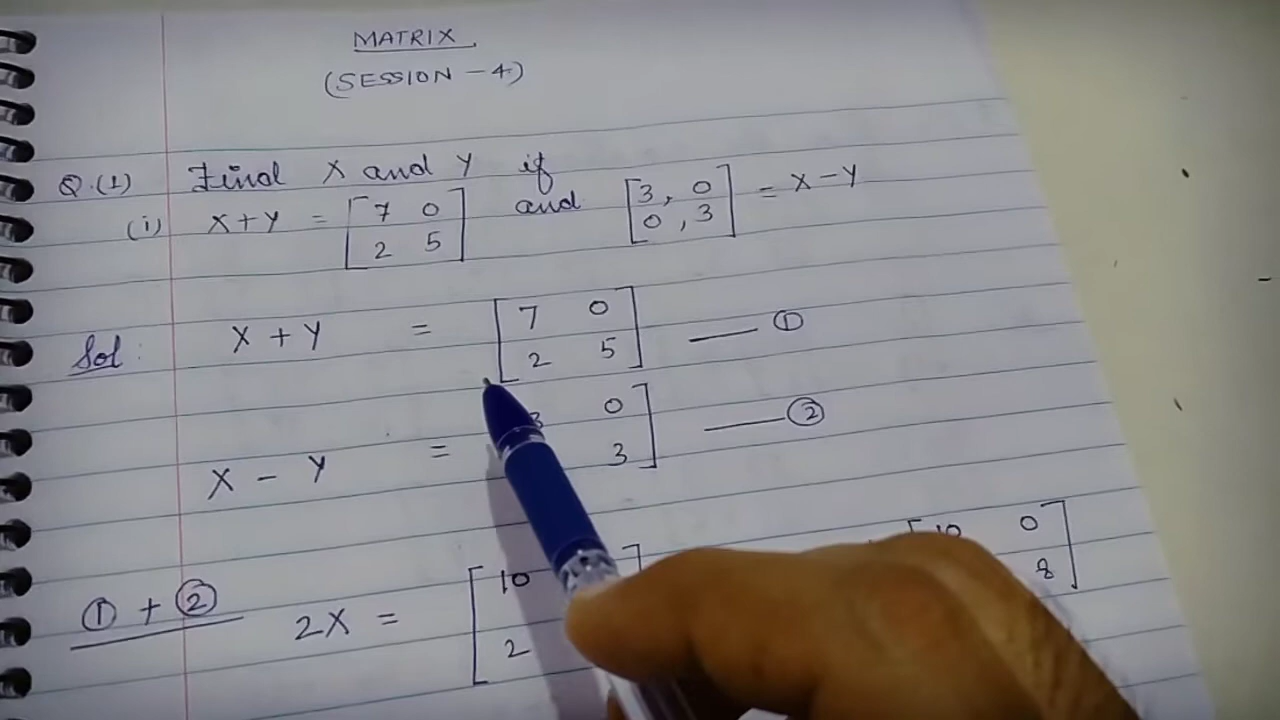 MATRIX
(SESSION - 4)
Q.(1) Find X and Y if
(i) X+Y = [7 0 and [3, 0 = X-Y
2 5] 0, 3]
Sol: X + Y = [7 0 —— ①
2 5]
X - Y = 3 0 —— ②
3]
① + ② 2X = [10 10 0
2 8]